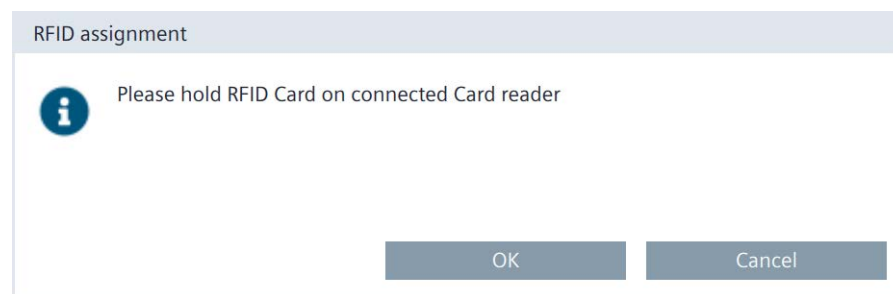 RFID assignment
Please hold RFID Card on connected Card reader
OK Cancel